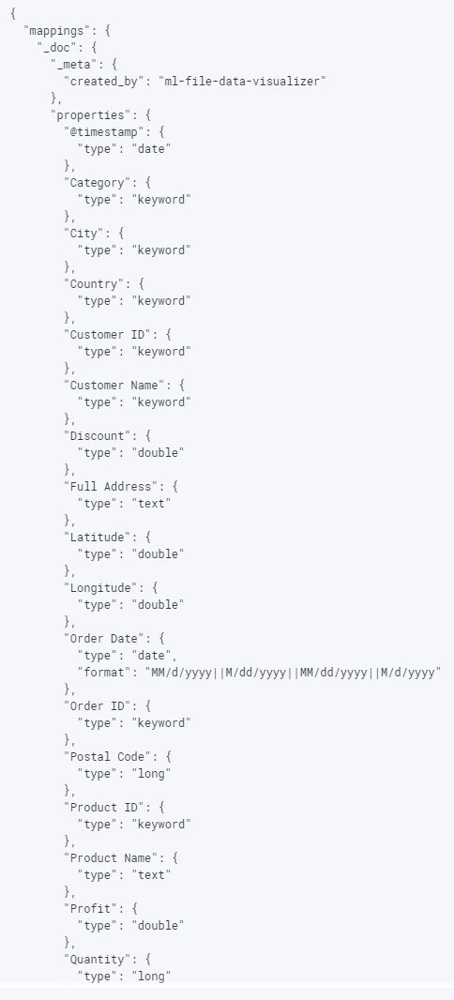 {
  "mappings": {
    "_doc": {
      "_meta": {
        "created_by": "ml-file-data-visualizer"
      },
      "properties": {
        "@timestamp": {
          "type": "date"
        },
        "Category": {
          "type": "keyword"
        },
        "City": {
          "type": "keyword"
        },
        "Country": {
          "type": "keyword"
        },
        "Customer ID": {
          "type": "keyword"
        },
        "Customer Name": {
          "type": "keyword"
        },
        "Discount": {
          "type": "double"
        },
        "Full Address": {
          "type": "text"
        },
        "Latitude": {
          "type": "double"
        },
        "Longitude": {
          "type": "double"
        },
        "Order Date": {
          "type": "date",
          "format": "MM/d/yyyy||M/dd/yyyy||MM/dd/yyyy||M/d/yyyy"
        },
        "Order ID": {
          "type": "keyword"
        },
        "Postal Code": {
          "type": "long"
        },
        "Product ID": {
          "type": "keyword"
        },
        "Product Name": {
          "type": "text"
        },
        "Profit": {
          "type": "double"
        },
        "Quantity": {
          "type": "long"